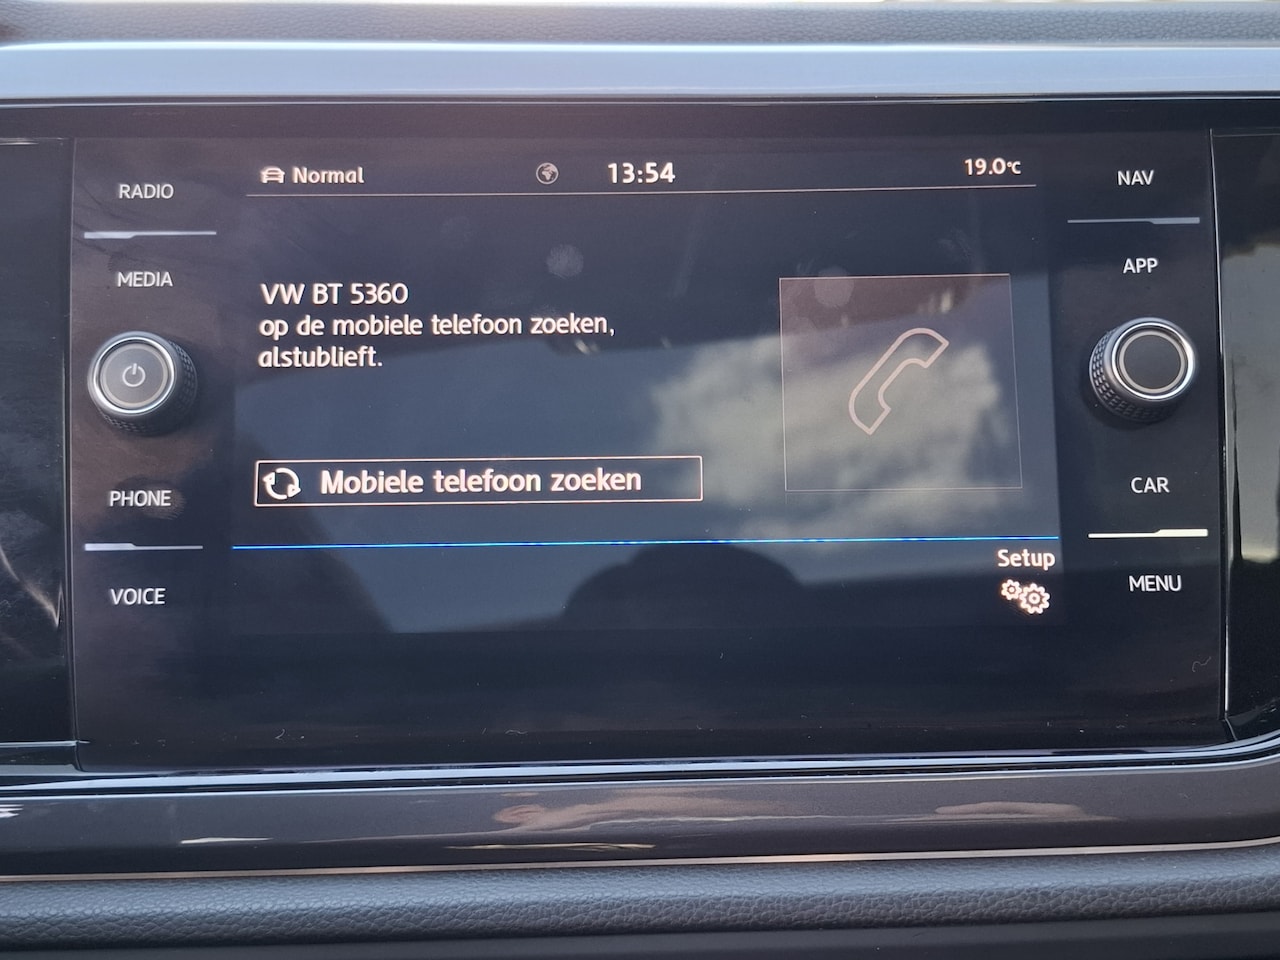 RADIO
MEDIA
PHONE
VOICE
Normal
13:54
19.0°C
VW BT 5360
op de mobiele telefoon zoeken,
alstublieft.
Mobiele telefoon zoeken
Setup
NAV
APP
CAR
MENU